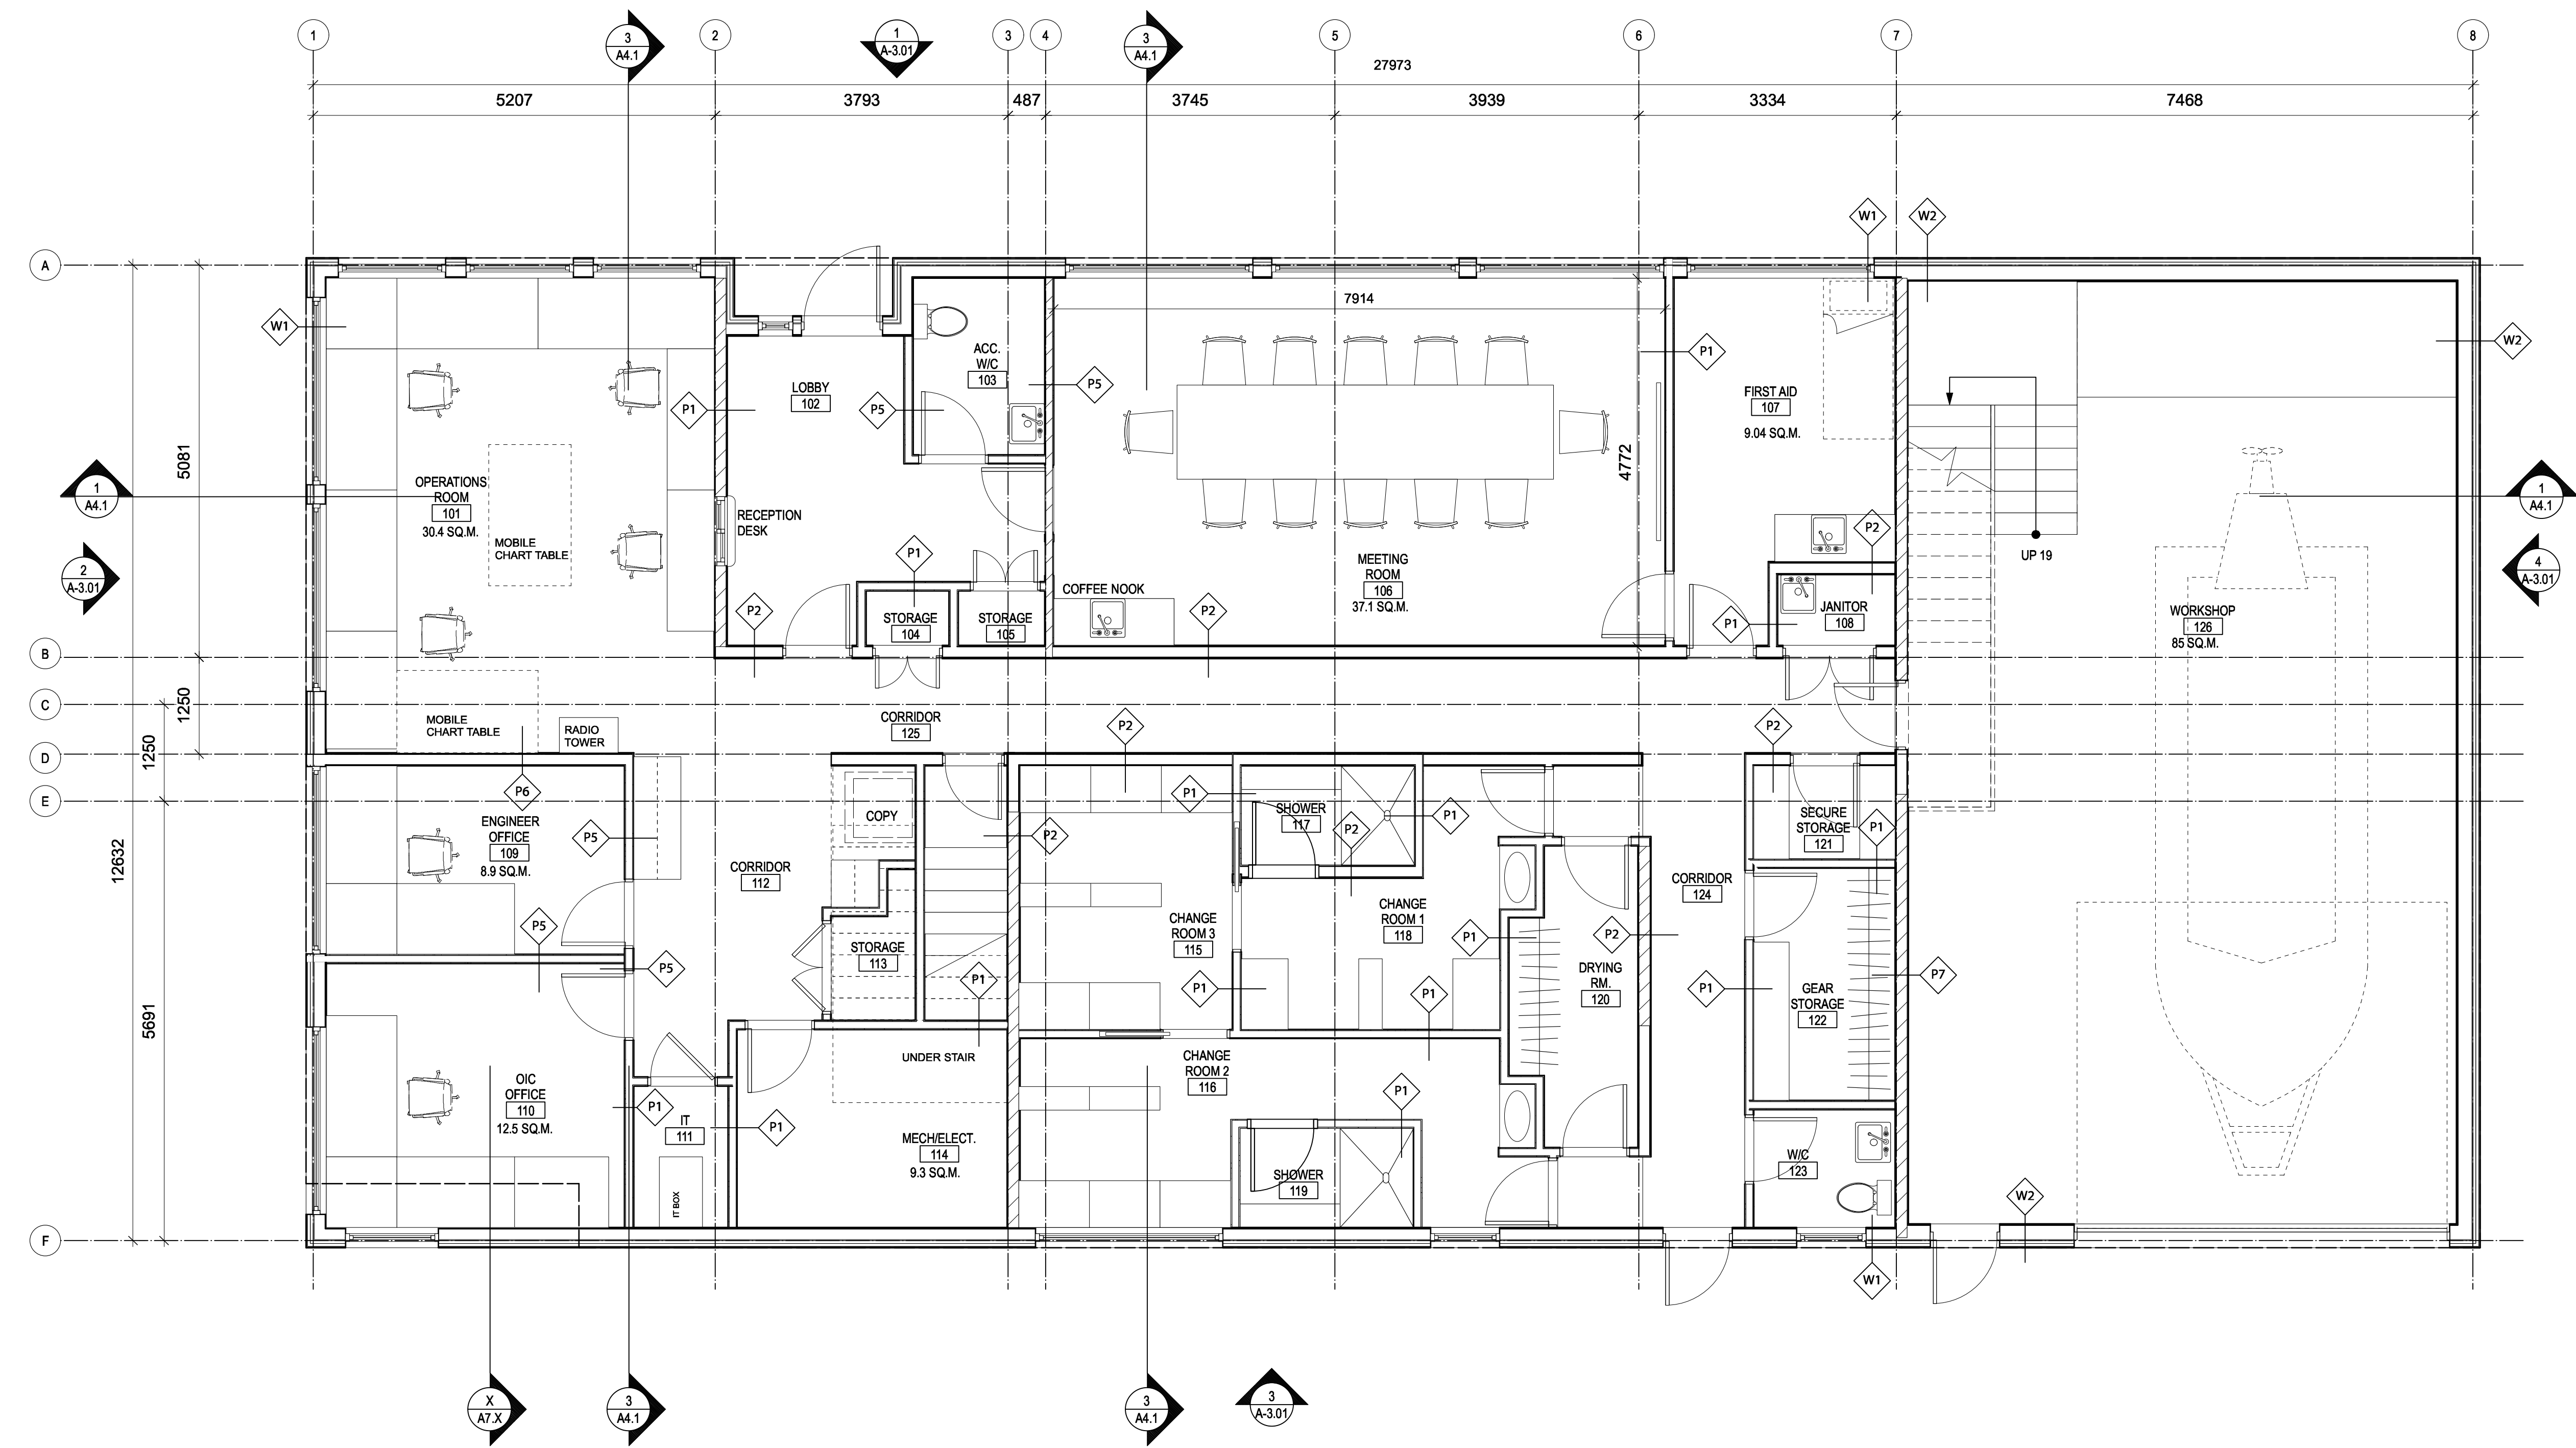 1
3
A4.1
2
1
A-3.01
3
4
3
A4.1
5
6
7
8
27973
5207
3793
487
3745
3939
3334
7468
W1
W2
A
7914
W1
W2
ACC.
W/C
103
P1
P5
LOBBY
102
P1
P5
FIRST AID
107
9.04 SQ.M.
5081
4772
OPERATIONS
ROOM
101
30.4 SQ.M.
1
A4.1
1
A4.1
RECEPTION
DESK
MOBILE
CHART TABLE
P2
P1
UP 19
2
A-3.01
4
A-3.01
MEETING
ROOM
106
37.1 SQ.M.
COFFEE NOOK
P2
STORAGE
104
STORAGE
105
P2
P1
JANITOR
108
WORKSHOP
126
85 SQ.M.
B
C
1250
MOBILE
CHART TABLE
RADIO
TOWER
CORRIDOR
125
P2
P2
D
1250
E
P6
P1
COPY
SHOWER
117
P1
P2
P2
ENGINEER
OFFICE
109
8.9 SQ.M.
P5
SECURE
STORAGE
121
P1
12632
CORRIDOR
112
CORRIDOR
124
P5
CHANGE
ROOM 3
115
CHANGE
ROOM 1
118
P1
P2
STORAGE
113
P5
P1
P1
P1
DRYING
RM.
120
P1
GEAR
STORAGE
122
P7
5691
UNDER STAIR
CHANGE
ROOM 2
116
OIC
OFFICE
110
12.5 SQ.M.
P1
IT
111
P1
P1
MECH/ELECT.
114
9.3 SQ.M.
SHOWER
119
W/C
123
IT BOX
W2
F
W1
X
A7.X
3
A4.1
3
A4.1
3
A-3.01